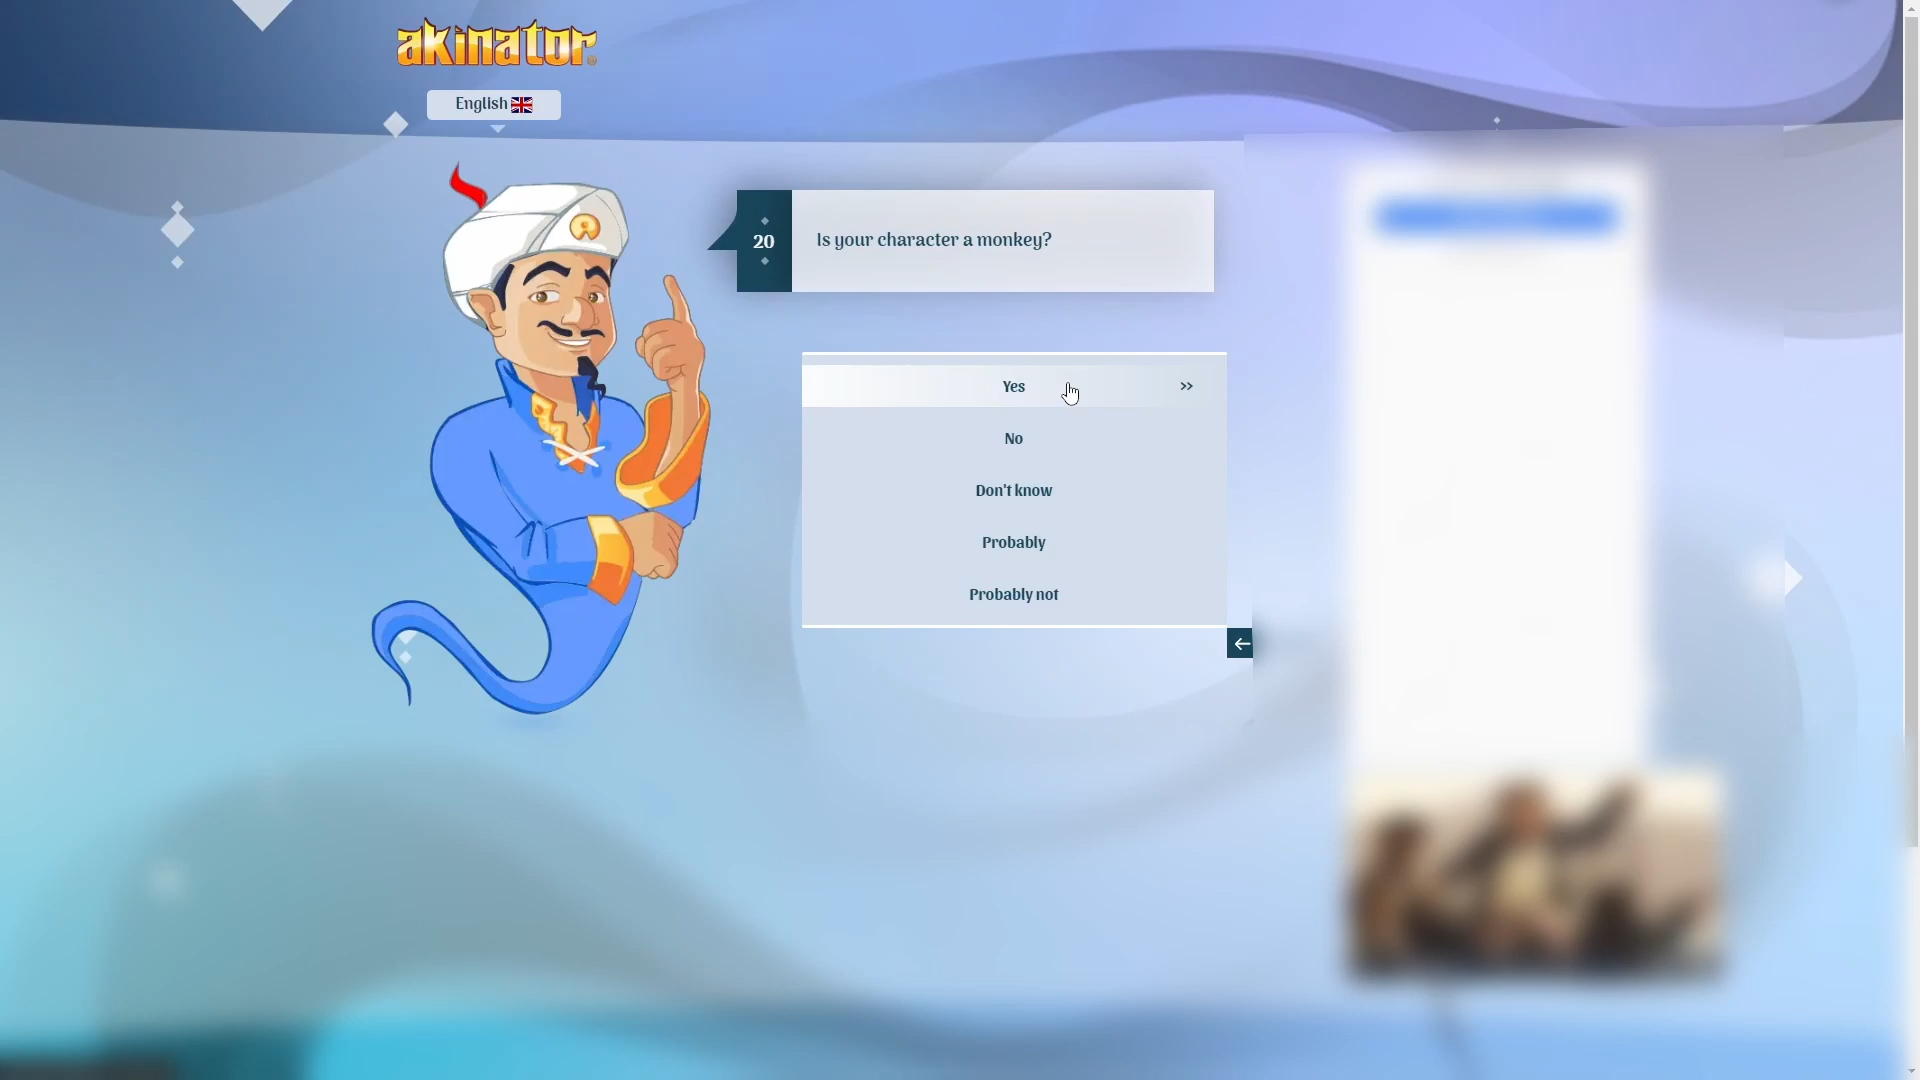 akinator®
English
20
Is your character a monkey?
Yes
No
Don't know
Probably
Probably not